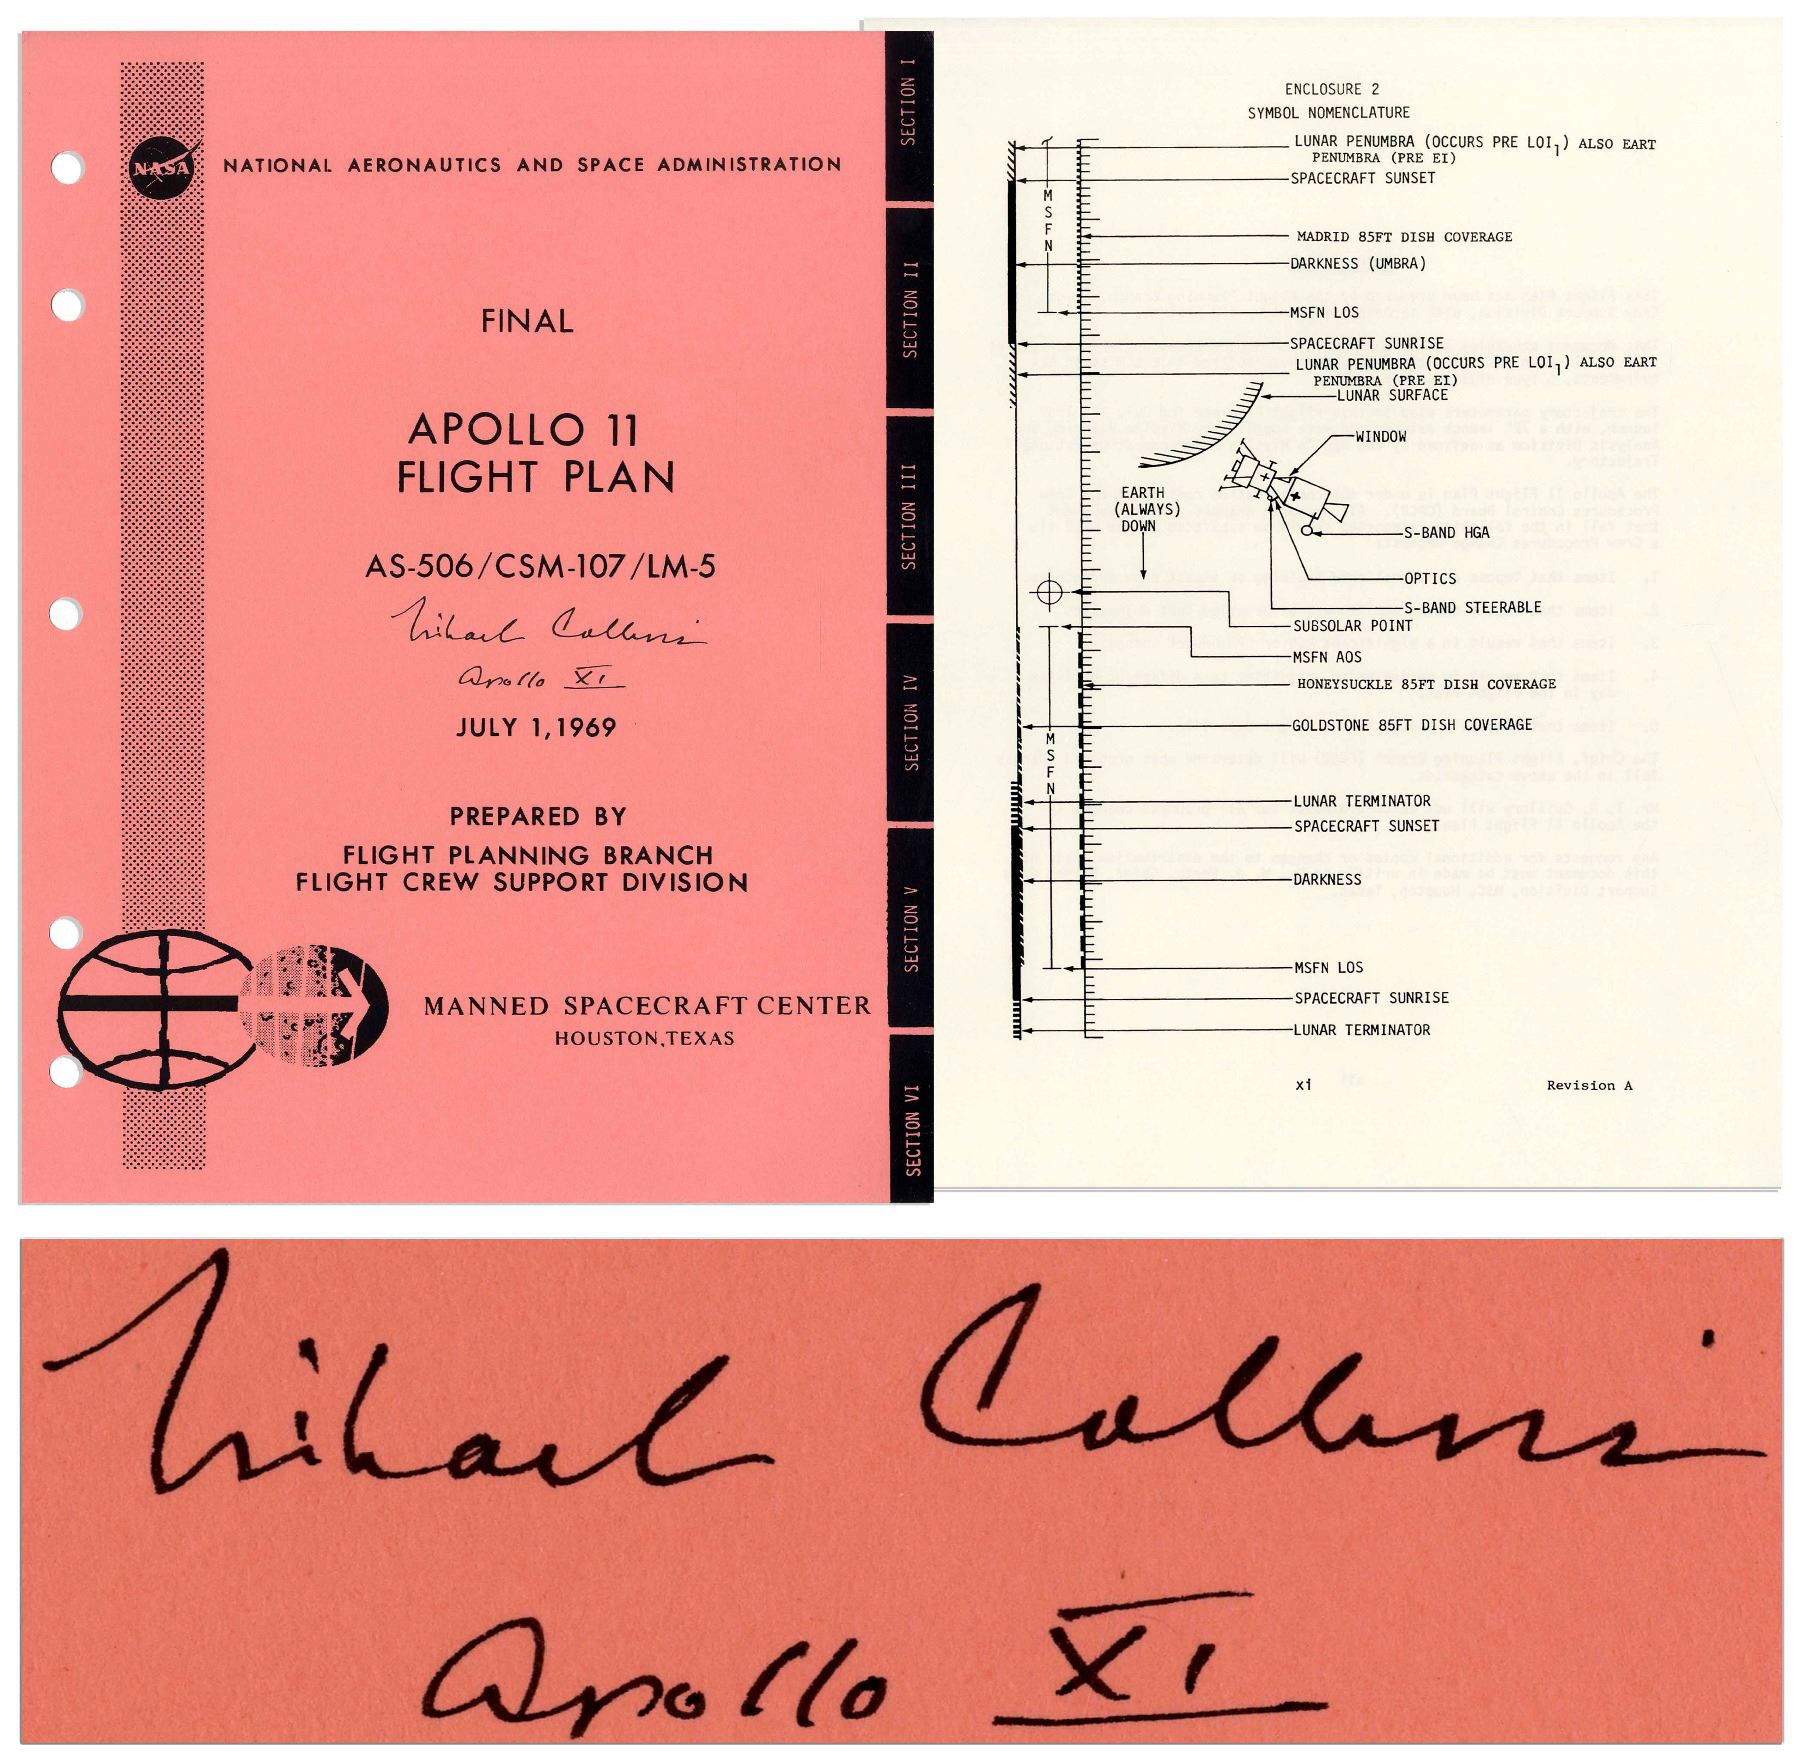 NASA
NATIONAL AERONAUTICS AND SPACE ADMINISTRATION
FINAL
APOLLO 11
FLIGHT PLAN
AS-506/CSM-107/LM-5
Michael Collins
Apollo XI
JULY 1, 1969
PREPARED BY
FLIGHT PLANNING BRANCH
FLIGHT CREW SUPPORT DIVISION
MANNED SPACECRAFT CENTER
HOUSTON, TEXAS
SECTION I
SECTION II
SECTION III
SECTION IV
SECTION V
SECTION VI
ENCLOSURE 2
SYMBOL NOMENCLATURE
LUNAR PENUMBRA (OCCURS PRE LOI1) ALSO EART
PENUMBRA (PRE EI)
SPACECRAFT SUNSET
MSFN
MADRID 85FT DISH COVERAGE
DARKNESS (UMBRA)
MSFN LOS
SPACECRAFT SUNRISE
LUNAR PENUMBRA (OCCURS PRE LOI1) ALSO EART
PENUMBRA (PRE EI)
LUNAR SURFACE
WINDOW
EARTH
(ALWAYS)
DOWN
S-BAND HGA
OPTICS
S-BAND STEERABLE
SUBSOLAR POINT
MSFN AOS
HONEYSUCKLE 85FT DISH COVERAGE
GOLDSTONE 85FT DISH COVERAGE
MSFN
LUNAR TERMINATOR
SPACECRAFT SUNSET
DARKNESS
MSFN LOS
SPACECRAFT SUNRISE
LUNAR TERMINATOR
xi
Revision A
Michael Collins
Apollo XI